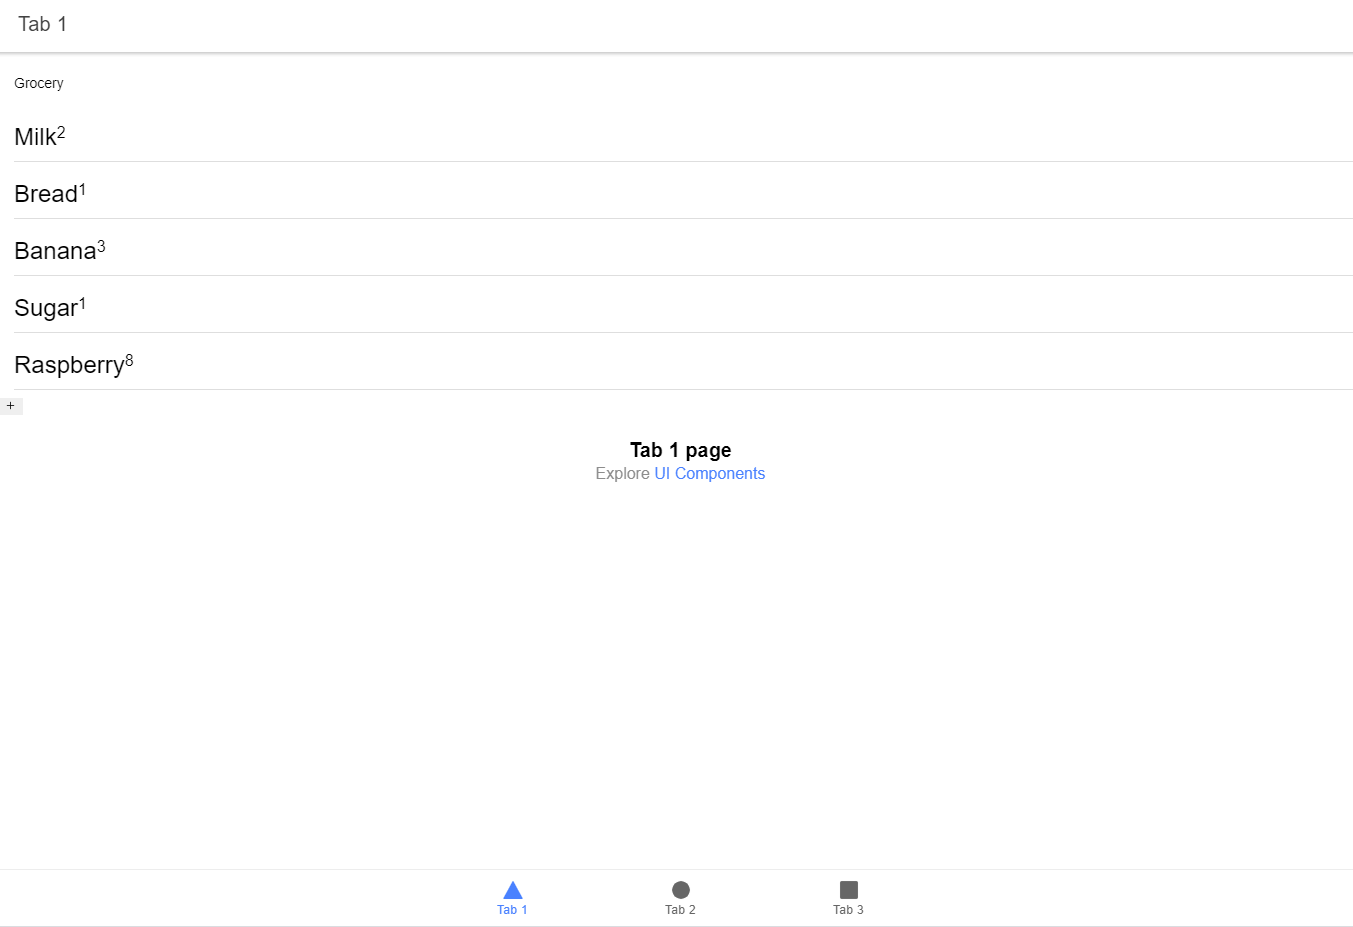 Tab 1
Grocery
Milk2
Bread1
Banana3
Sugar1
Raspberry8
+
Tab 1 page
Explore UI Components
Tab 1 Tab 2 Tab 3